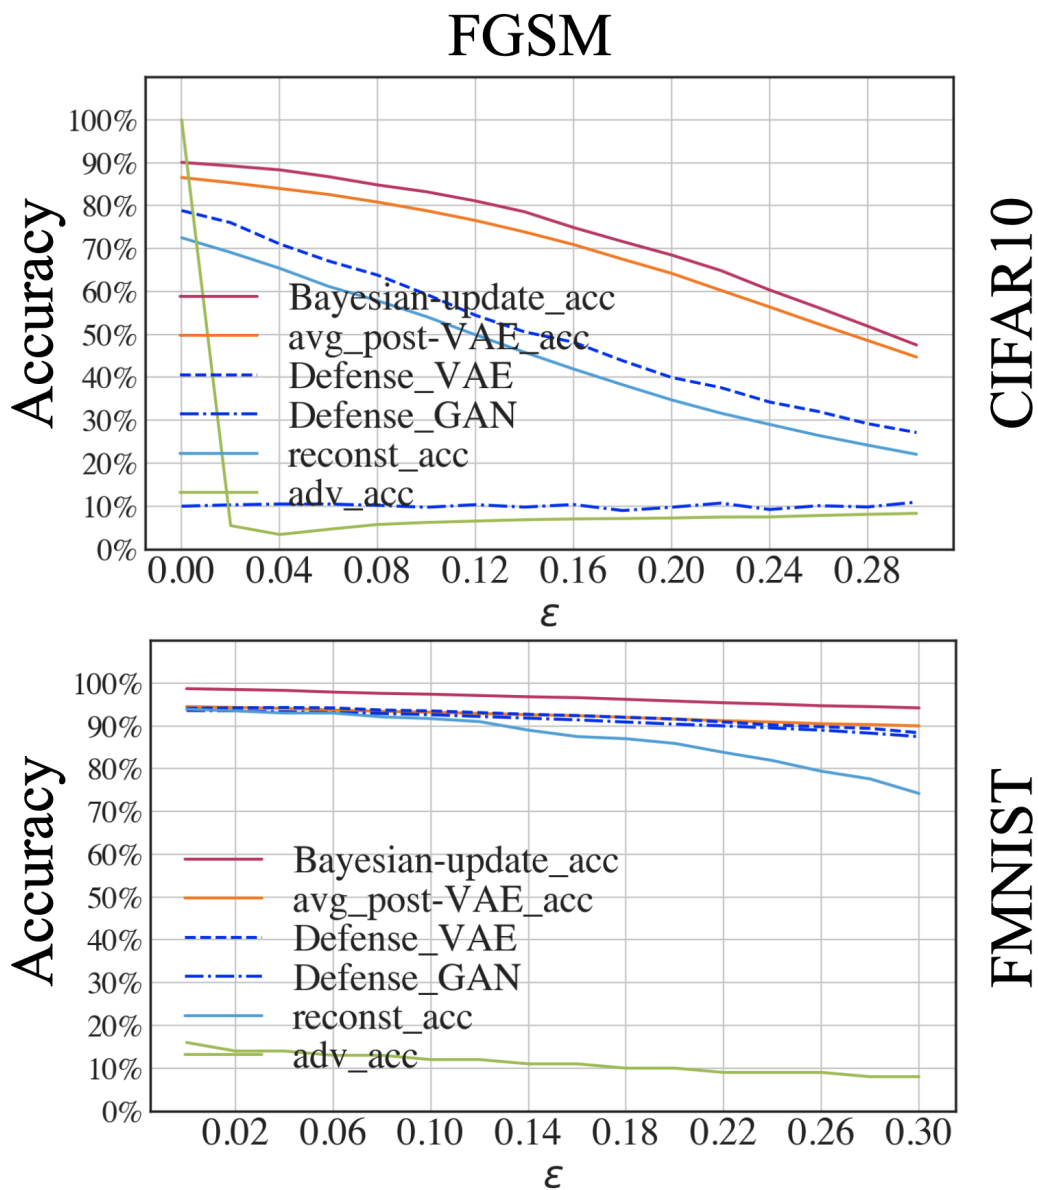 FGSM
100%
90%
80%
70%
60%
50%
40%
30%
20%
10%
0%
Accuracy
CIFAR10
Bayesian-update_acc
avg_post-VAE_acc
Defense_VAE
Defense_GAN
reconst_acc
adv_acc
0.00 0.04 0.08 0.12 0.16 0.20 0.24 0.28
ε
100%
90%
80%
70%
60%
50%
40%
30%
20%
10%
0%
Accuracy
FMNIST
Bayesian-update_acc
avg_post-VAE_acc
Defense_VAE
Defense_GAN
reconst_acc
adv_acc
0.02 0.06 0.10 0.14 0.18 0.22 0.26 0.30
ε